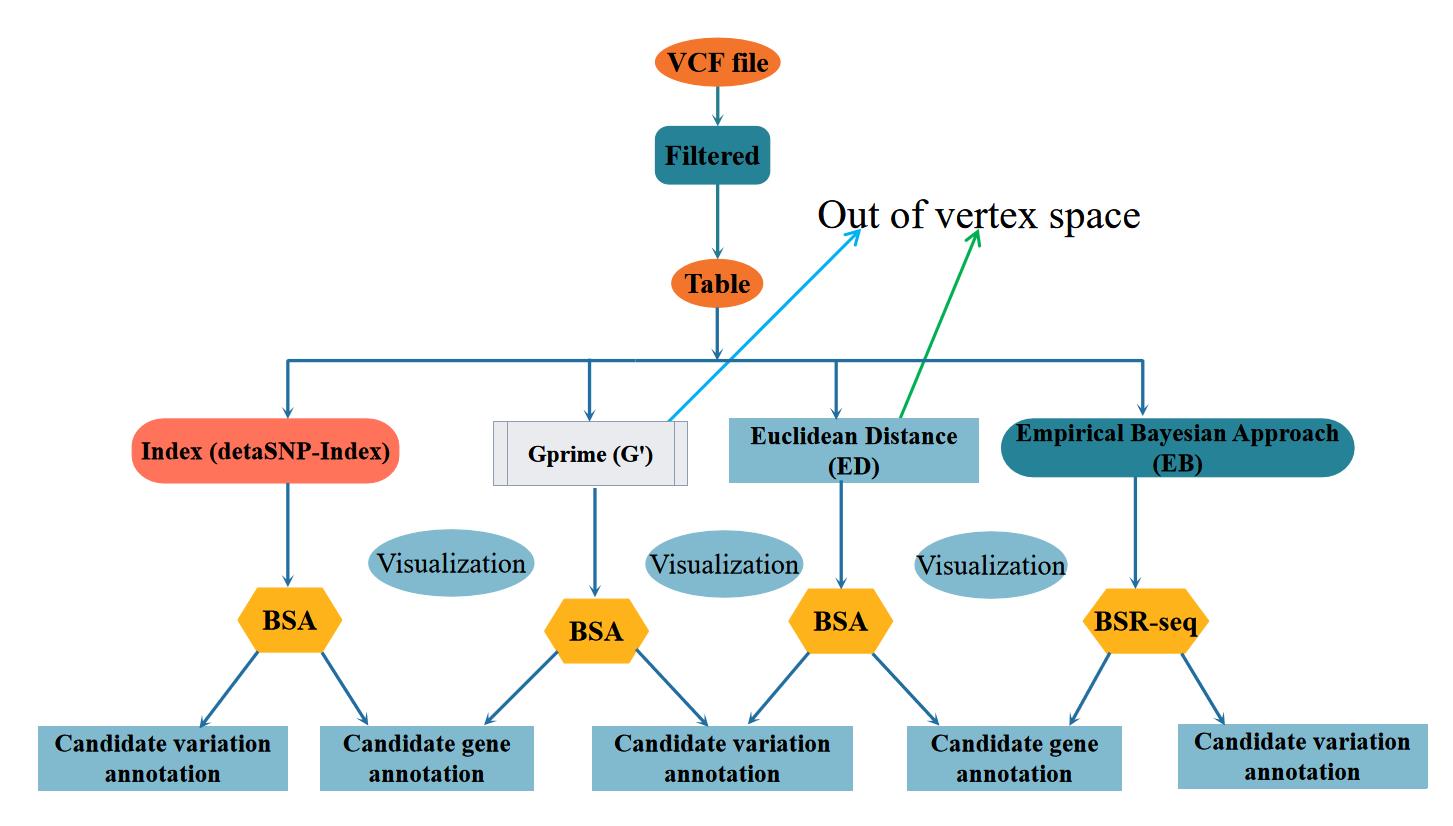 VCF file
Filtered
Out of vertex space
Table
Index (detaSNP-Index)
Gprime (G')
Euclidean Distance
(ED)
Empirical Bayesian Approach
(EB)
Visualization
Visualization
Visualization
BSA
BSA
BSA
BSR-seq
Candidate variation
annotation
Candidate gene
annotation
Candidate variation
annotation
Candidate gene
annotation
Candidate variation
annotation